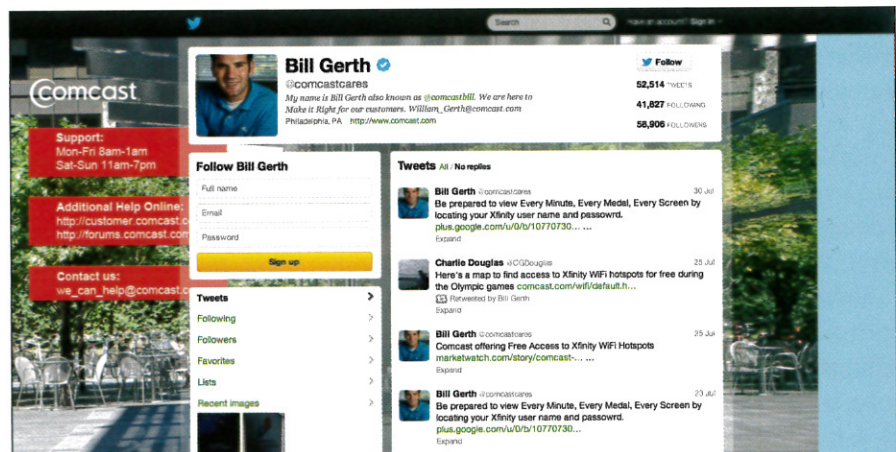 Search
Have an account? Sign in
Bill Gerth
@comcastcares
My name is Bill Gerth also known as @comcastbill. We are here to
Make it Right for our customers. William_Gerth@comcast.com
Philadelphia, PA http://www.comcast.com
Follow
52,514 TWEETS
41,827 FOLLOWING
58,906 FOLLOWERS
comcast
Support:
Mon-Fri 8am-1am
Sat-Sun 11am-7pm
Additional Help Online:
http://customer.comcast.c
http://forums.comcast.com
Contact us:
we_can_help@comcast.c
Follow Bill Gerth
Full name
Email
Password
Sign up
Tweets
Following
Followers
Favorites
Lists
Recent images
Tweets All / No replies
Bill Gerth @comcastcares 30 Jul
Be prepared to view Every Minute, Every Medal, Every Screen by
locating your Xfinity user name and passowrd.
plus.google.com/u/0/b/10770730... ...
Expand
Charlie Douglas @CGDouglas 25 Jul
Here's a map to find access to Xfinity WiFi hotspots for free during
the Olympic games comcast.com/wifi/default.h...
Retweeted by Bill Gerth
Expand
Bill Gerth @comcastcares 25 Jul
Comcast offering Free Access to Xfinity WiFi Hotspots
marketwatch.com/story/comcast-... ...
Expand
Bill Gerth @comcastcares 23 Jul
Be prepared to view Every Minute, Every Medal, Every Screen by
locating your Xfinity user name and passowrd.
plus.google.com/u/0/b/10770730...
Expand